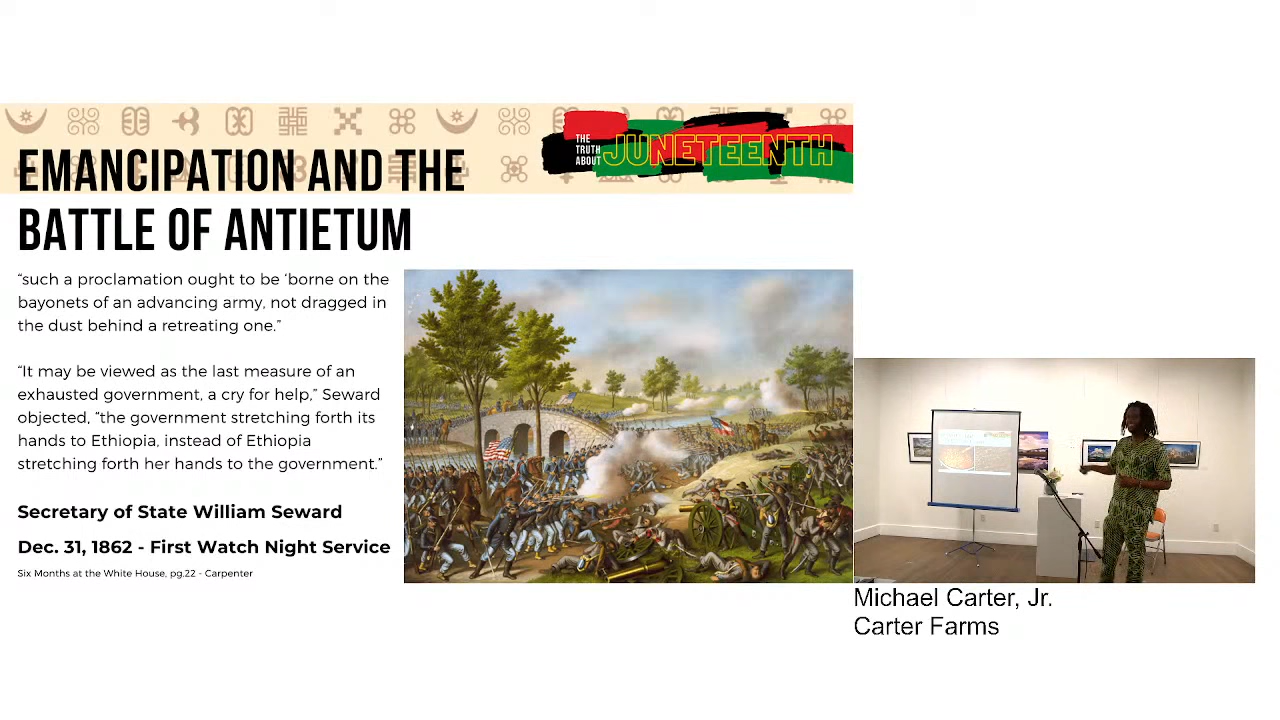 THE
TRUTH
ABOUT
JUNETEENTH
EMANCIPATION AND THE
BATTLE OF ANTIETUM
“such a proclamation ought to be ‘borne on the
bayonets of an advancing army, not dragged in
the dust behind a retreating one.”
“It may be viewed as the last measure of an
exhausted government, a cry for help,” Seward
objected, “the government stretching forth its
hands to Ethiopia, instead of Ethiopia
stretching forth her hands to the government.”
Secretary of State William Seward
Dec. 31, 1862 - First Watch Night Service
Six Months at the White House, pg.22 - Carpenter
Michael Carter, Jr.
Carter Farms